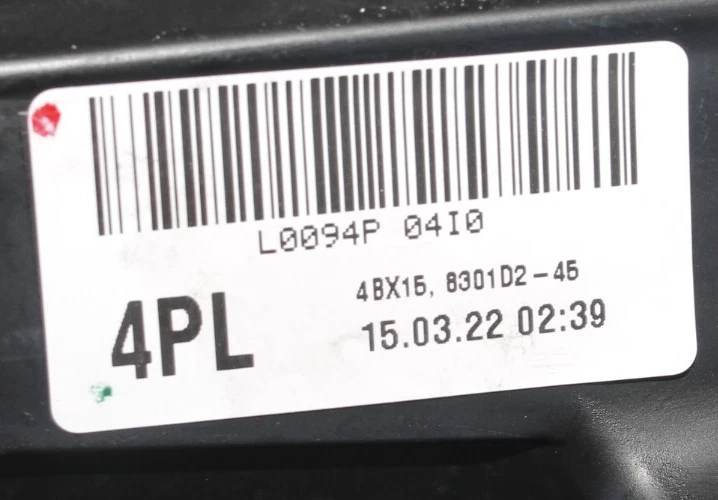 L0094P 04I0
4PL
4BX15, 8301D2-45
15.03.22 02:39